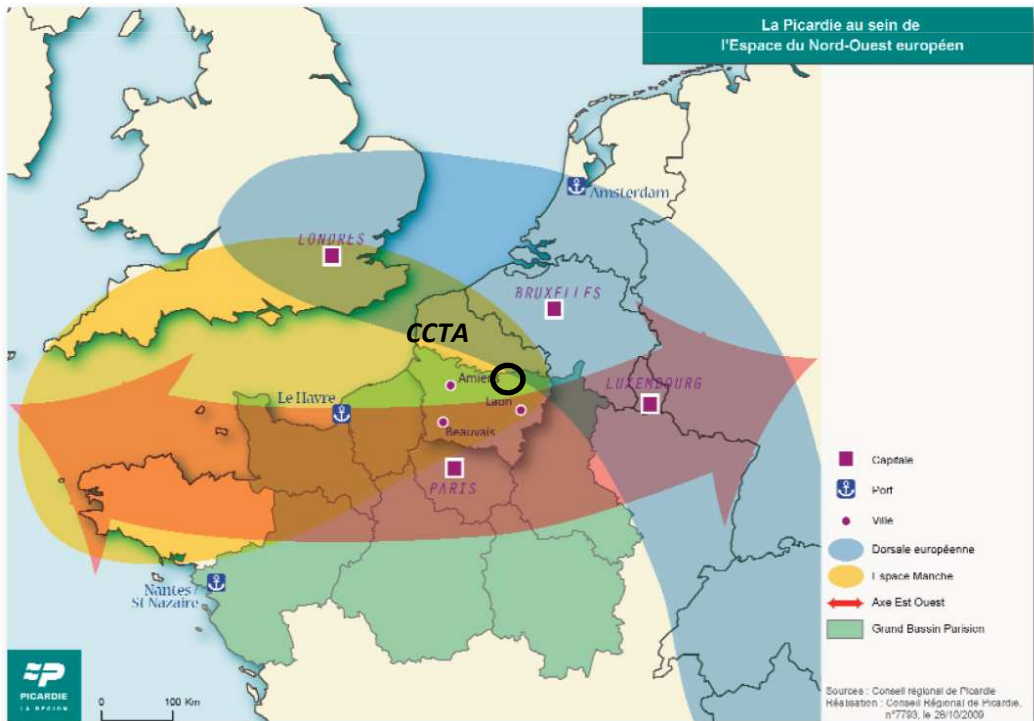 La Picardie au sein de
l'Espace du Nord-Ouest européen
Amsterdam
LONDRES
BRUXELLES
CCTA
Amiens
LUXEMBOURG
Le Havre
Laon
Beauvais
PARIS
Nantes /
St Nazaire
Capitale
Port
Ville
Dorsale européenne
Espace Manche
Axe Est Ouest
Grand Bassin Parision
PICARDIE
LA RÉGION
0 100 Km
Sources : Conseil régional de Picardie
Réalisation : Conseil Régional de Picardie,
n°7793, le 28/10/2009